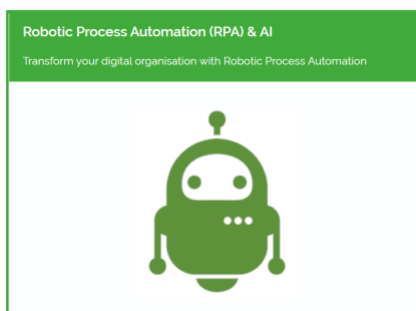 Robotic Process Automation (RPA) & AI
Transform your digital organisation with Robotic Process Automation